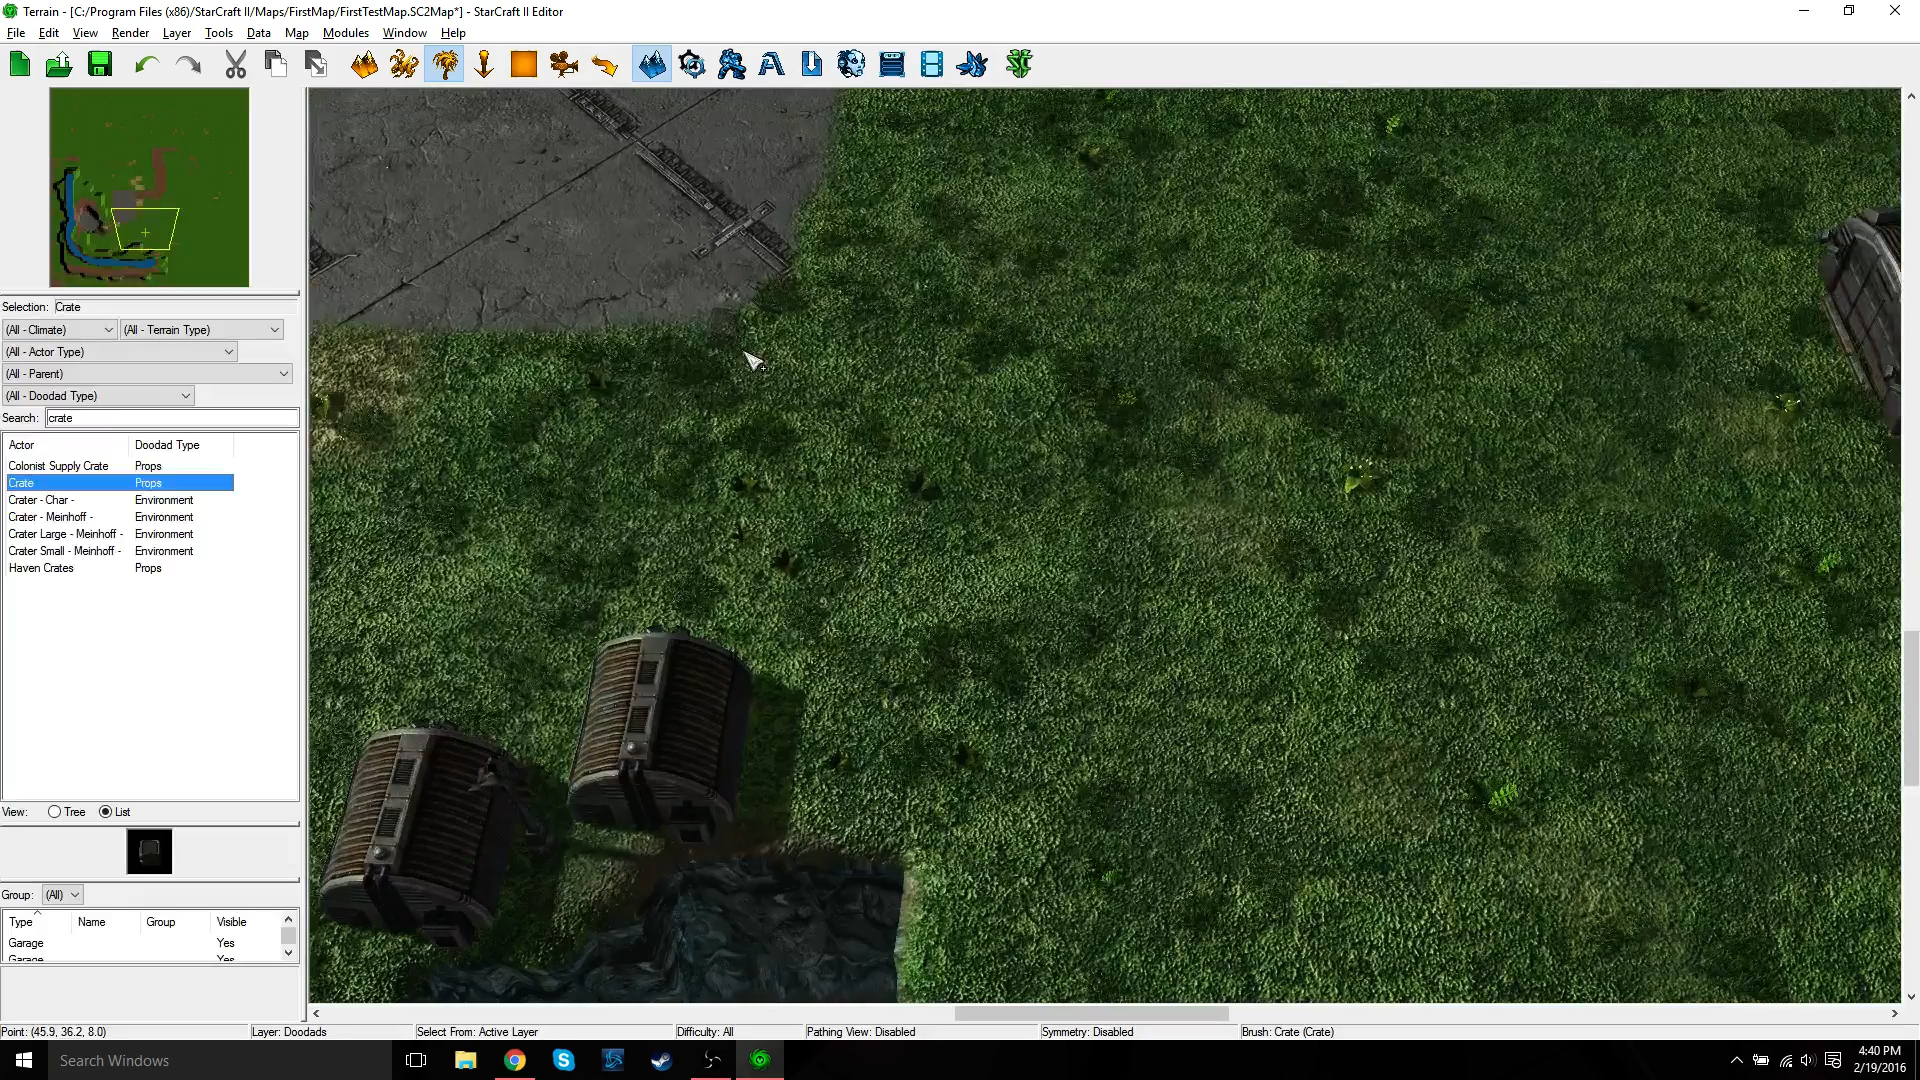 Terrain - [C:/Program Files (x86)/StarCraft II/Maps/FirstMap/FirstTestMap.SC2Map*] - StarCraft II Editor
File Edit View Render Layer Tools Data Map Modules Window Help
Selection: Crate
(All - Climate) (All - Terrain Type)
(All - Actor Type)
(All - Parent)
(All - Doodad Type)
Search: crate
Actor Doodad Type
Colonist Supply Crate Props
Crate Props
Crater - Char - Environment
Crater - Meinhoff - Environment
Crater Large - Meinhoff - Environment
Crater Small - Meinhoff - Environment
Haven Crates Props
View: Tree List
Group: (All)
Type Name Group Visible
Garage Yes
Garage Yes
Point: (45.9, 36.2, 8.0) Layer: Doodads Select From: Active Layer Difficulty: All Pathing View: Disabled Symmetry: Disabled Brush: Crate (Crate)
Search Windows
4:40 PM
2/19/2016